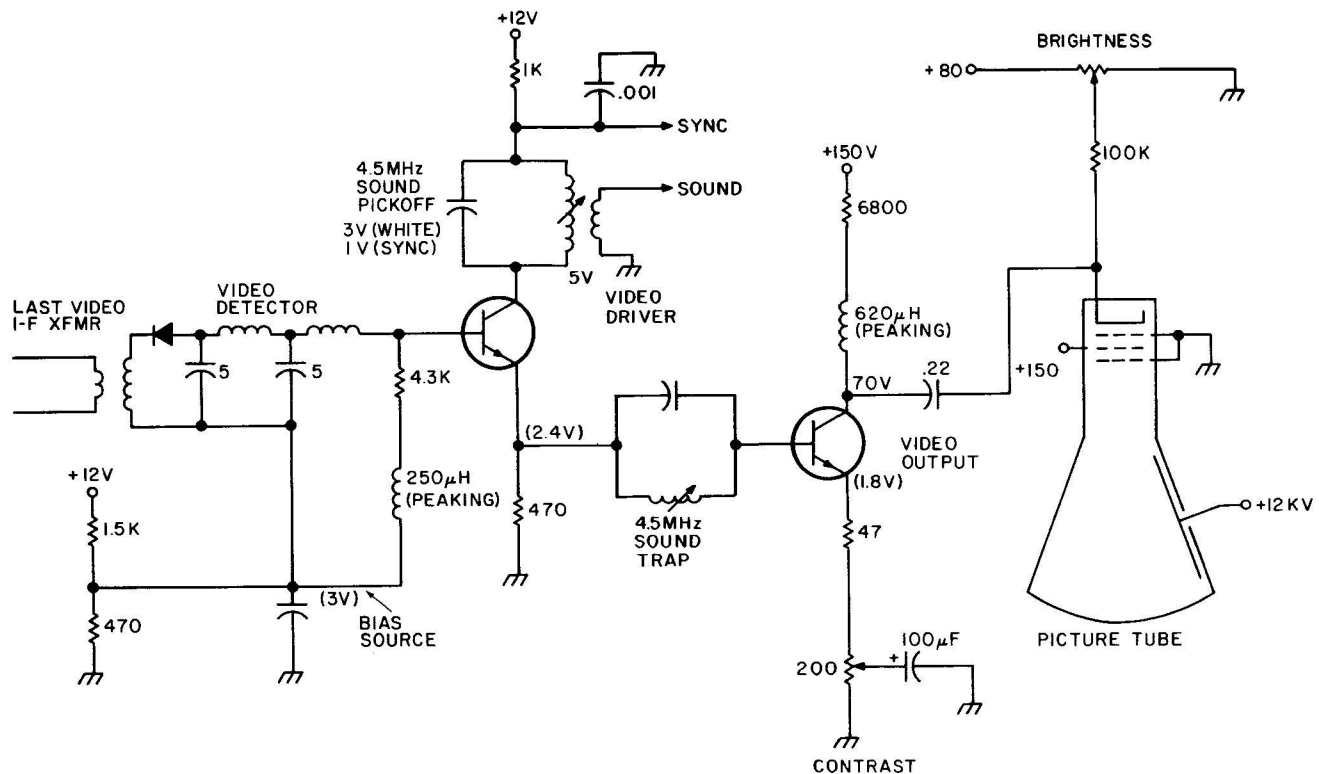 +12V
1K
.001
SYNC
4.5MHz
SOUND
PICKOFF
3V (WHITE)
1V (SYNC)
SOUND
5V
VIDEO
DRIVER
BRIGHTNESS
+80
100K
+150V
6800
620μH
(PEAKING)
LAST VIDEO
I-F XFMR
VIDEO
DETECTOR
5
5
4.3K
250μH
(PEAKING)
(2.4V)
470
4.5MHz
SOUND
TRAP
70V
.22
VIDEO
OUTPUT
(1.8V)
47
+150
+12KV
PICTURE TUBE
+12V
1.5K
470
(3V)
BIAS
SOURCE
200
+
100μF
CONTRAST